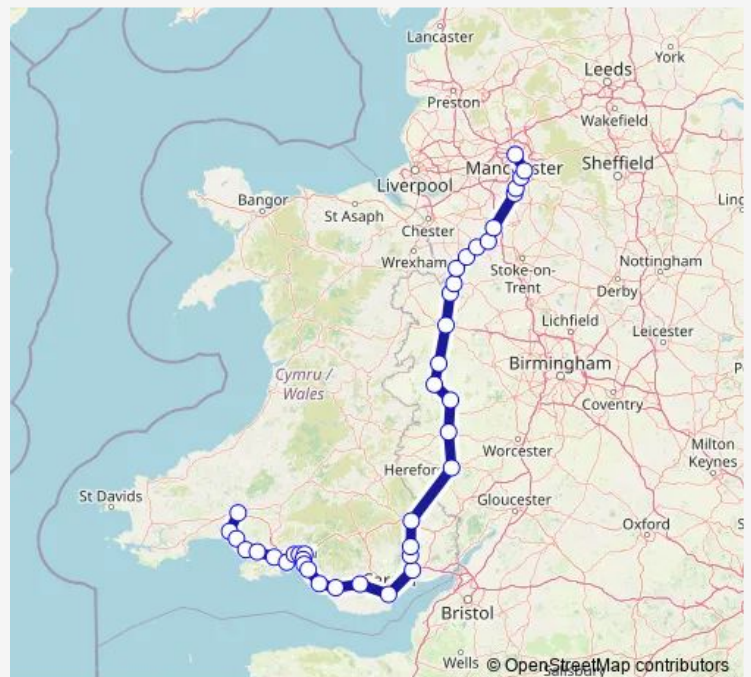 Lancaster
York
Leeds
Preston
Wakefield
Sheffield
Liverpool
Bangor
St Asaph
Chester
Wrexham
Stoke-on-
Trent
Nottingham
Derby
Lichfield
Leicester
Birmingham
Cymru /
Wales
Coventry
Worcester
Milton
Keynes
St Davids
Gloucester
Oxford
Bristol
Wells
© OpenStreetMap contributors